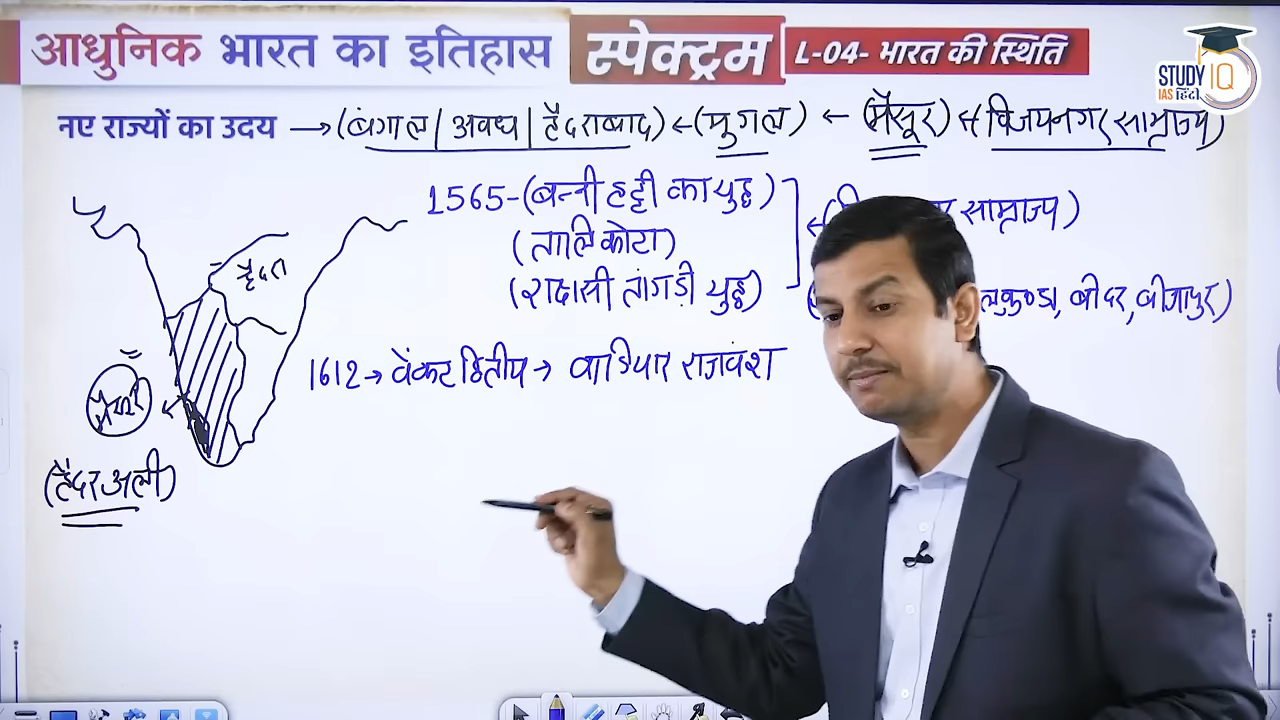 आधुनिक भारत का इतिहास स्पेक्ट्रम L-04- भारत की स्थिति
STUDY IQ
IAS हिंदी
नए राज्यों का उदय → (बंगाल | अवध | हैदराबाद) ← (मुगल) ← (मैसूर) ← (विजयनगर साम्राज्य)
1565 - (बन्नी हट्टी का युद्ध)
साम्राज्य)
(तालिकोटा)
(राक्षसी तांगड़ी युद्ध)
बीदर, बीजापुर)
1612 → वेंकट द्वितीय → वाडियार राजवंश
मैसूर
(हैदर अली)